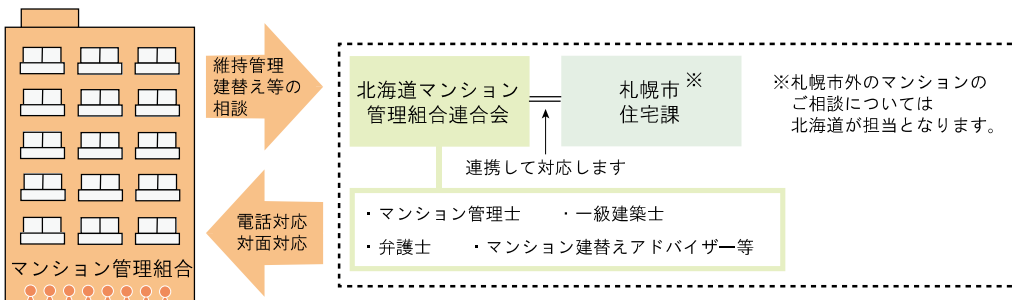 維持管理
建替え等の
相談
北海道マンション
管理組合連合会
札幌市※
住宅課
※札幌市外のマンションの
ご相談については
北海道が担当となります。
連携して対応します
電話対応
対面対応
・マンション管理士 ・一級建築士
・弁護士 ・マンション建替えアドバイザー等
マンション管理組合